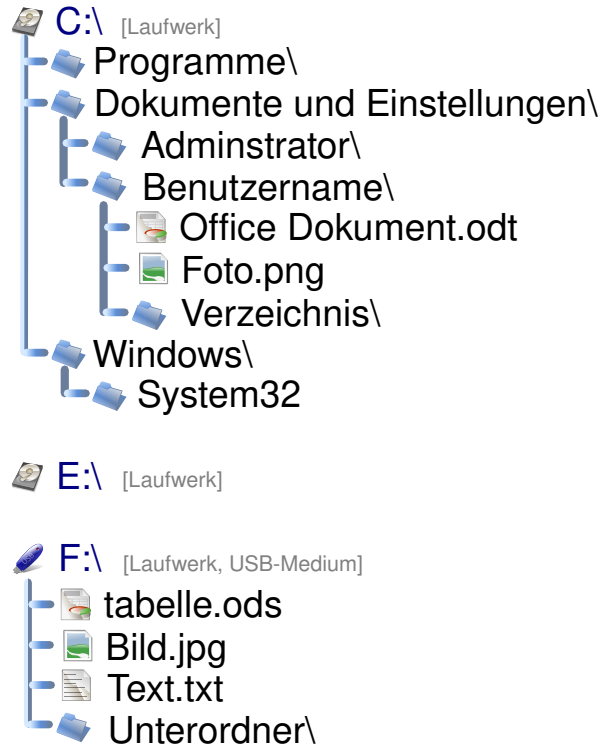 C:\ [Laufwerk]
Programme\
Dokumente und Einstellungen\
Adminstrator\
Benutzername\
Office Dokument.odt
Foto.png
Verzeichnis\
Windows\
System32
E:\ [Laufwerk]
F:\ [Laufwerk, USB-Medium]
tabelle.ods
Bild.jpg
Text.txt
Unterordner\